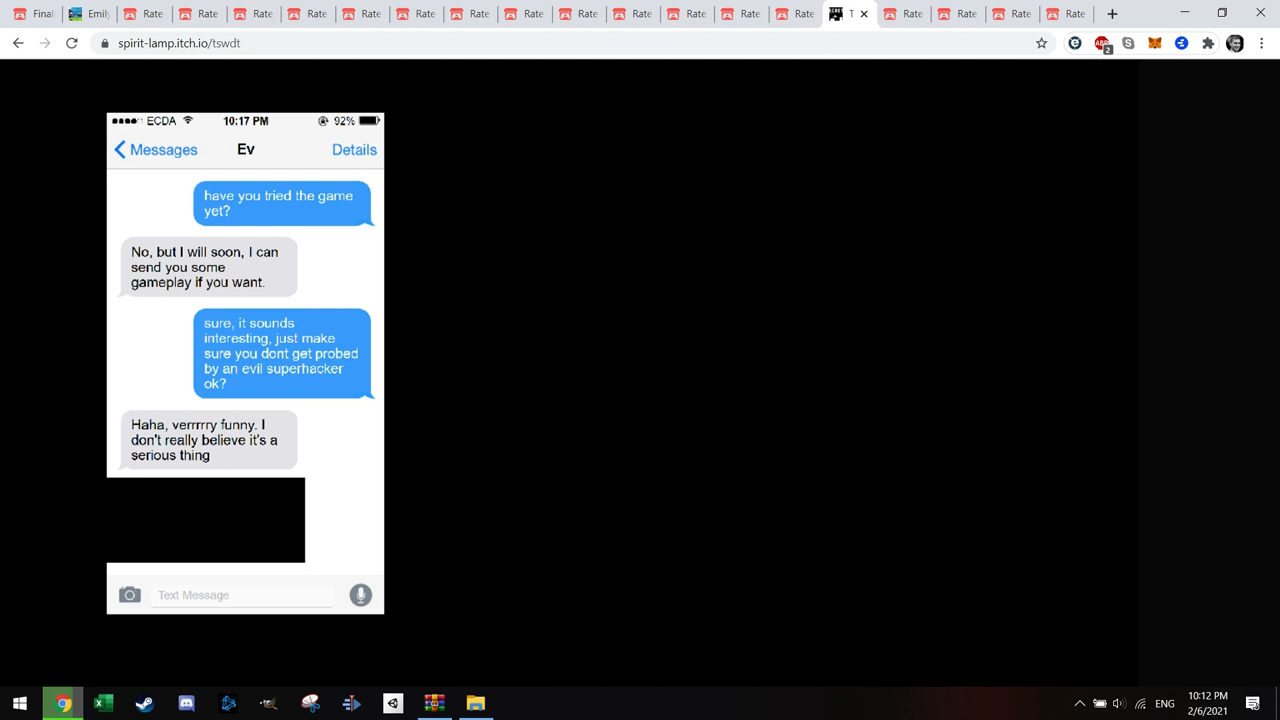 Final
Emily
Rate
Rate
Rate
Rate
Rate
Rate
Rate
Rate
Rate
Rate
Rate
Rate
Rate
T
Rate
Rate
Rate
Rate
spirit-lamp.itch.io/tswdt
ABP
2
ECDA
10:17 PM
92%
Messages
Ev
Details
have you tried the game
yet?
No, but I will soon, I can
send you some
gameplay if you want.
sure, it sounds
interesting, just make
sure you dont get probed
by an evil superhacker
ok?
Haha, verrrrry funny. I
don't really believe it's a
serious thing
Text Message
ENG
10:12 PM
2/6/2021